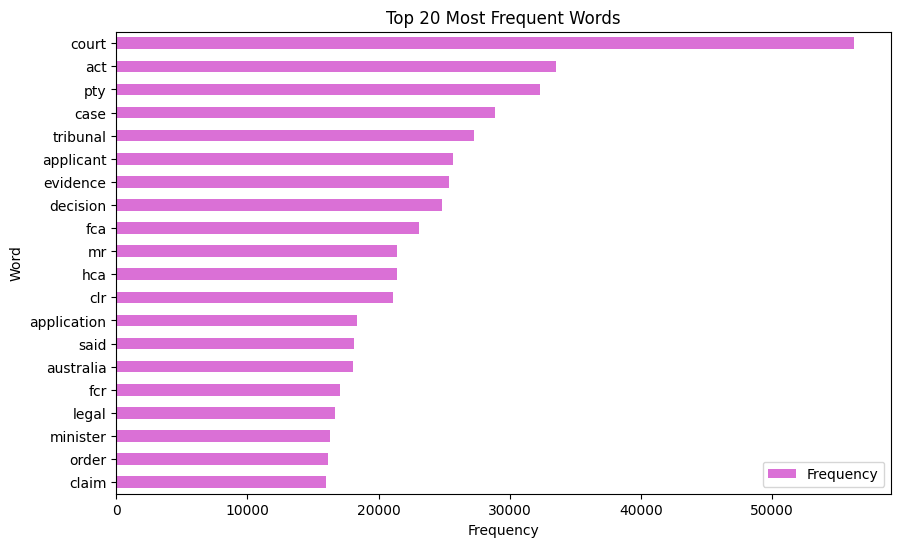 Top 20 Most Frequent Words
Word
court
act
pty
case
tribunal
applicant
evidence
decision
fca
mr
hca
clr
application
said
australia
fcr
legal
minister
order
claim
Frequency
0 10000 20000 30000 40000 50000
Frequency